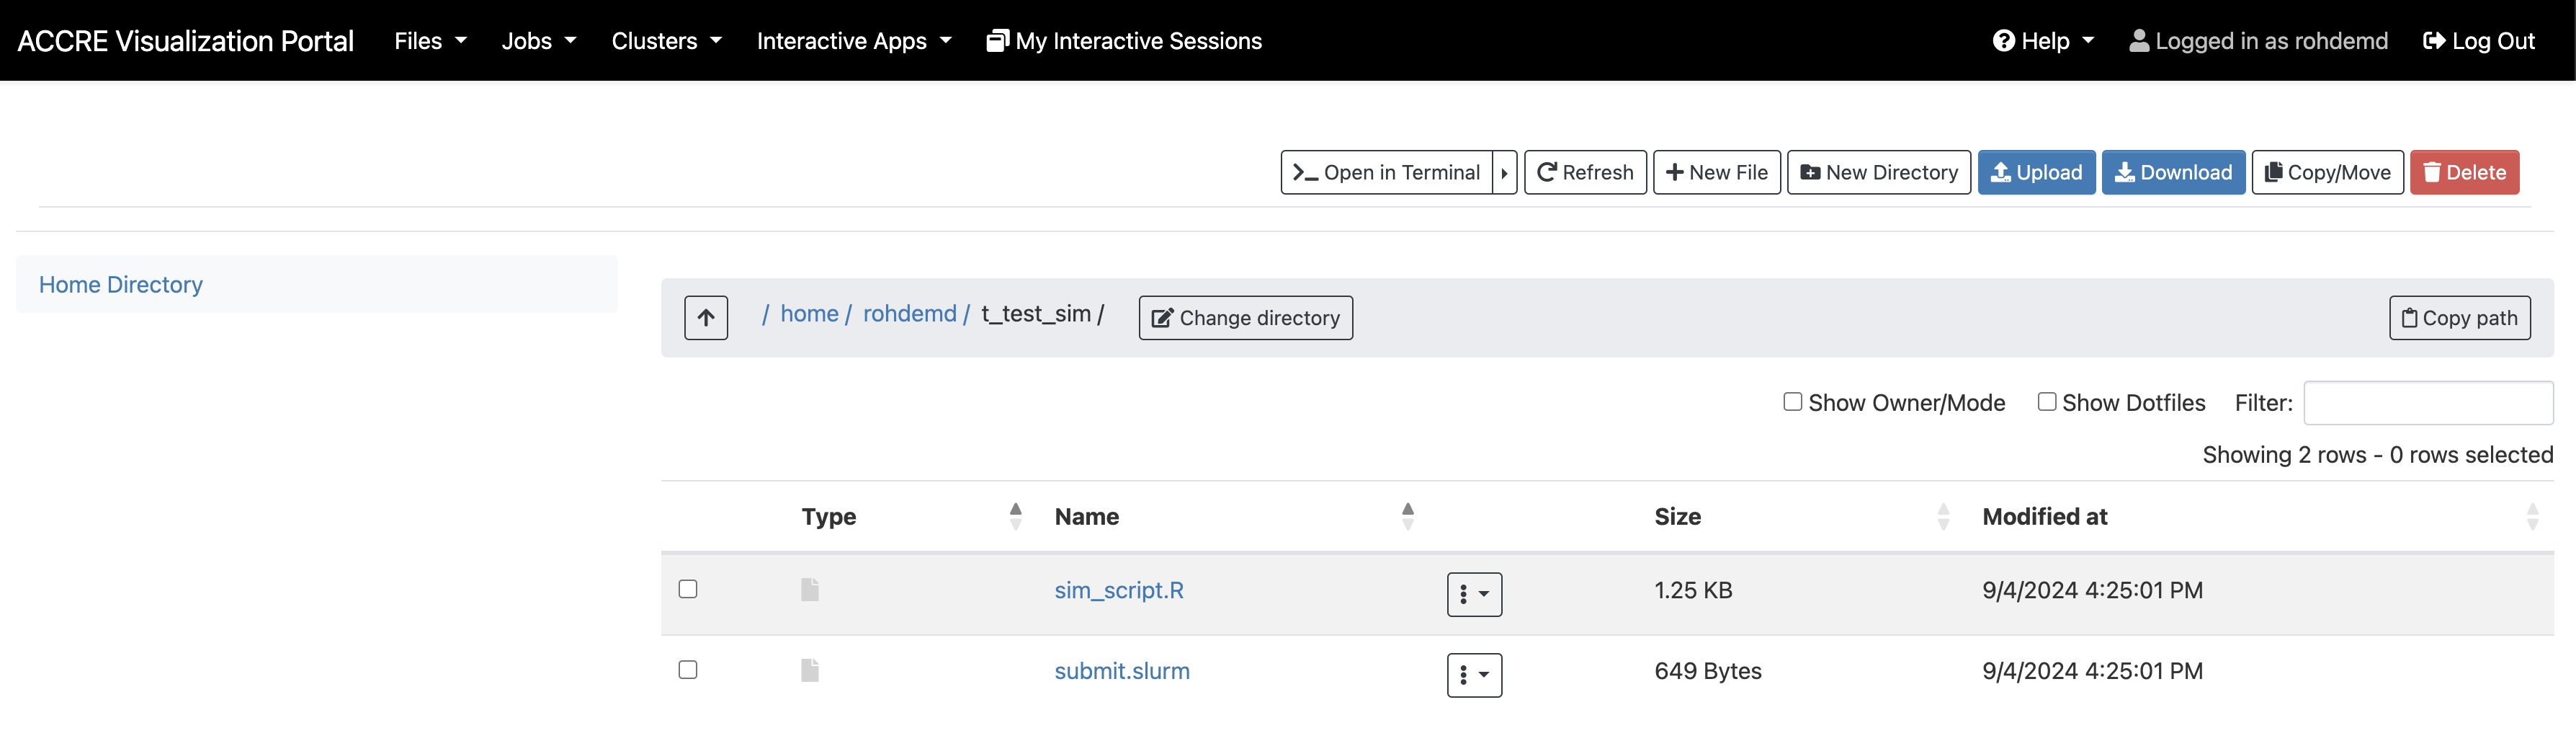 ACCRE Visualization Portal Files Jobs Clusters Interactive Apps My Interactive Sessions Help Logged in as rohdemd Log Out
Open in Terminal Refresh New File New Directory Upload Download Copy/Move Delete
Home Directory
/ home / rohdemd / t_test_sim / Change directory Copy path
Show Owner/Mode Show Dotfiles Filter:
Showing 2 rows - 0 rows selected
Type Name Size Modified at
sim_script.R 1.25 KB 9/4/2024 4:25:01 PM
submit.slurm 649 Bytes 9/4/2024 4:25:01 PM